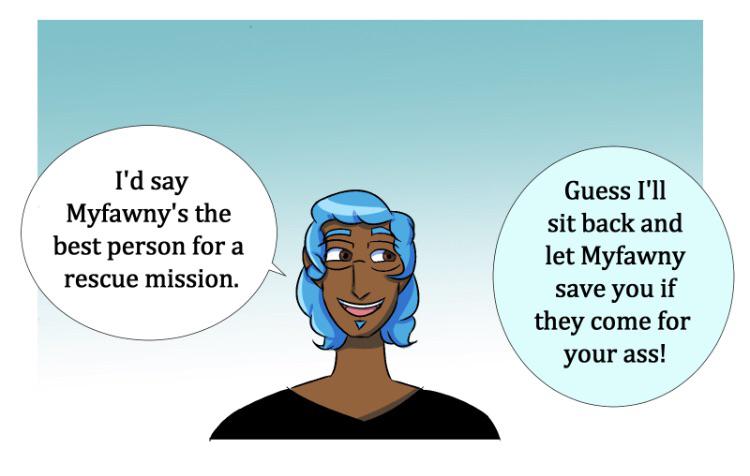 I'd say
Myfawny's the
best person for a
rescue mission.
Guess I'll
sit back and
let Myfawny
save you if
they come for
your ass!